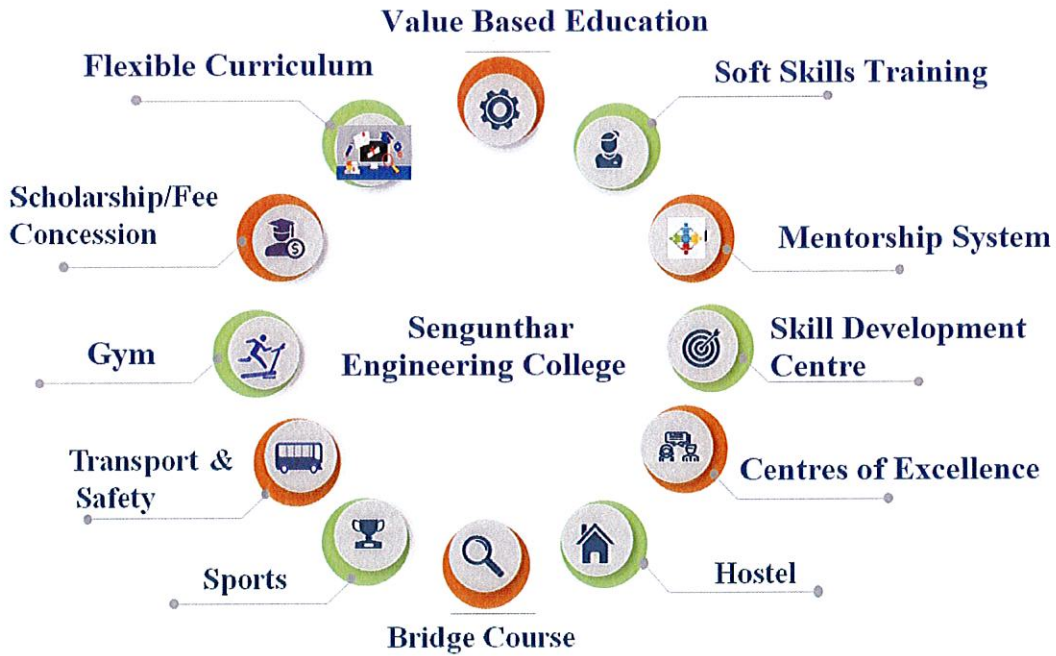 Value Based Education
Flexible Curriculum
Soft Skills Training
Scholarship/Fee
Concession
Mentorship System
Sengunthar
Engineering College
Gym
Skill Development
Centre
Transport &
Safety
Centres of Excellence
Sports
Hostel
Bridge Course